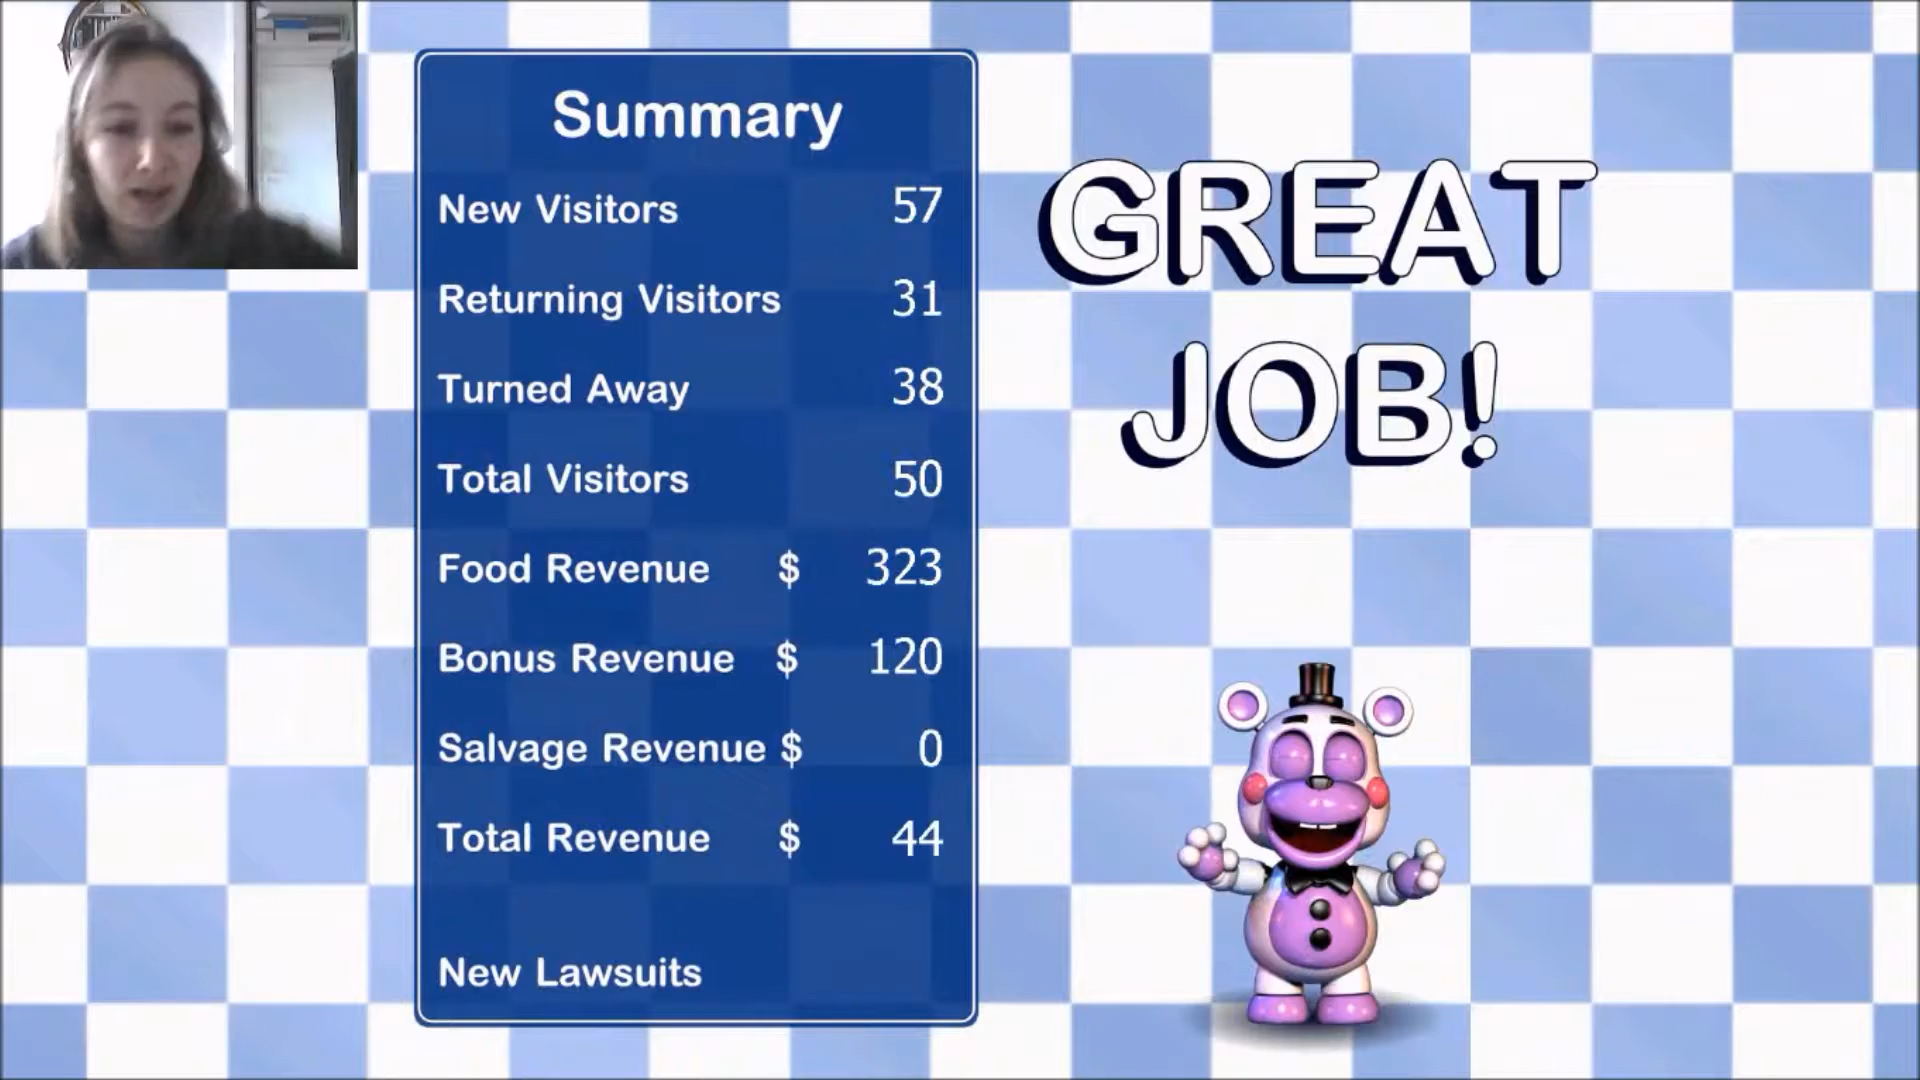 Summary
New Visitors 57
Returning Visitors 31
Turned Away 38
Total Visitors 50
Food Revenue $ 323
Bonus Revenue $ 120
Salvage Revenue $ 0
Total Revenue $ 44
New Lawsuits
GREAT
JOB!